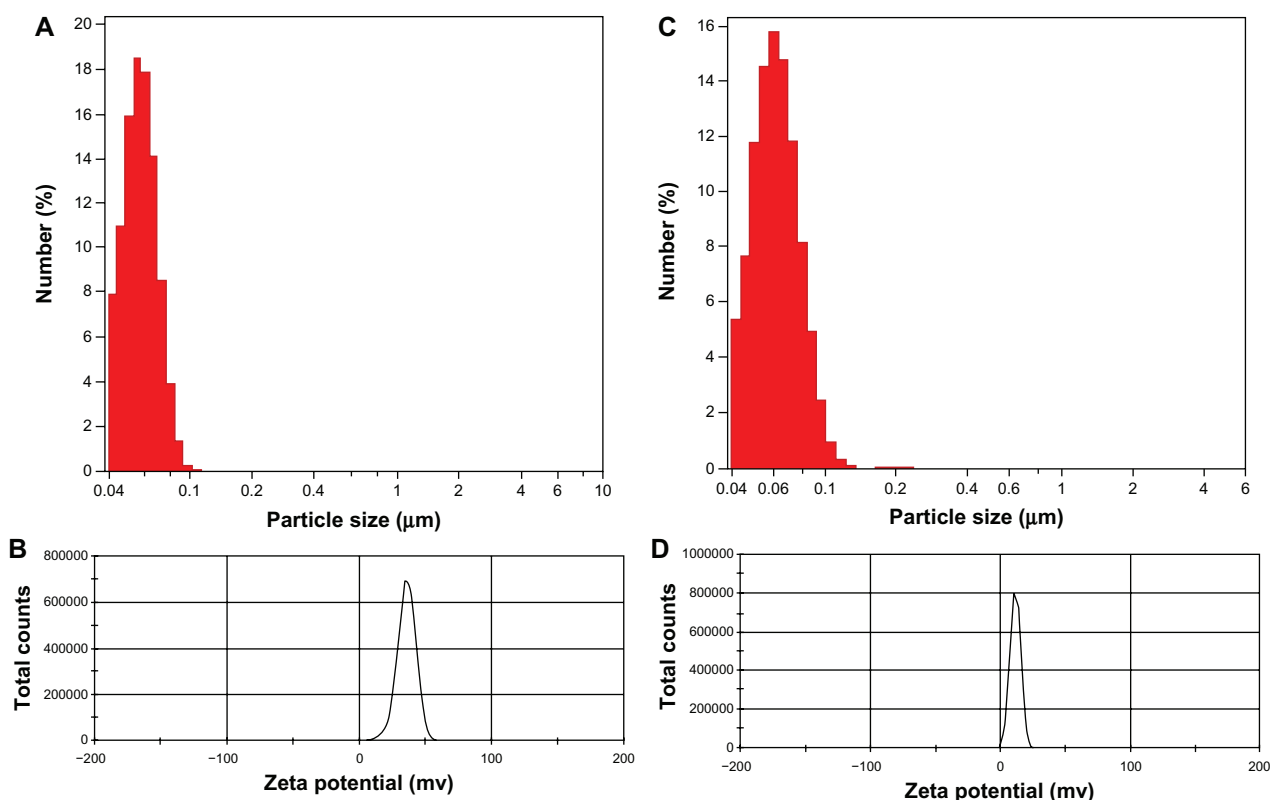 A
Number (%)
20
18
16
14
12
10
8
6
4
2
0
0.04 0.1 0.2 0.4 1 2 4 6 10
Particle size (μm)
B
Total counts
800000
600000
400000
200000
0
−200 −100 0 100 200
Zeta potential (mv)
C
Number (%)
16
14
12
10
8
6
4
2
0
0.04 0.06 0.1 0.2 0.4 0.6 1 2 4 6
Particle size (μm)
D
Total counts
1000000
800000
600000
400000
200000
0
−200 −100 0 100 200
Zeta potential (mv)